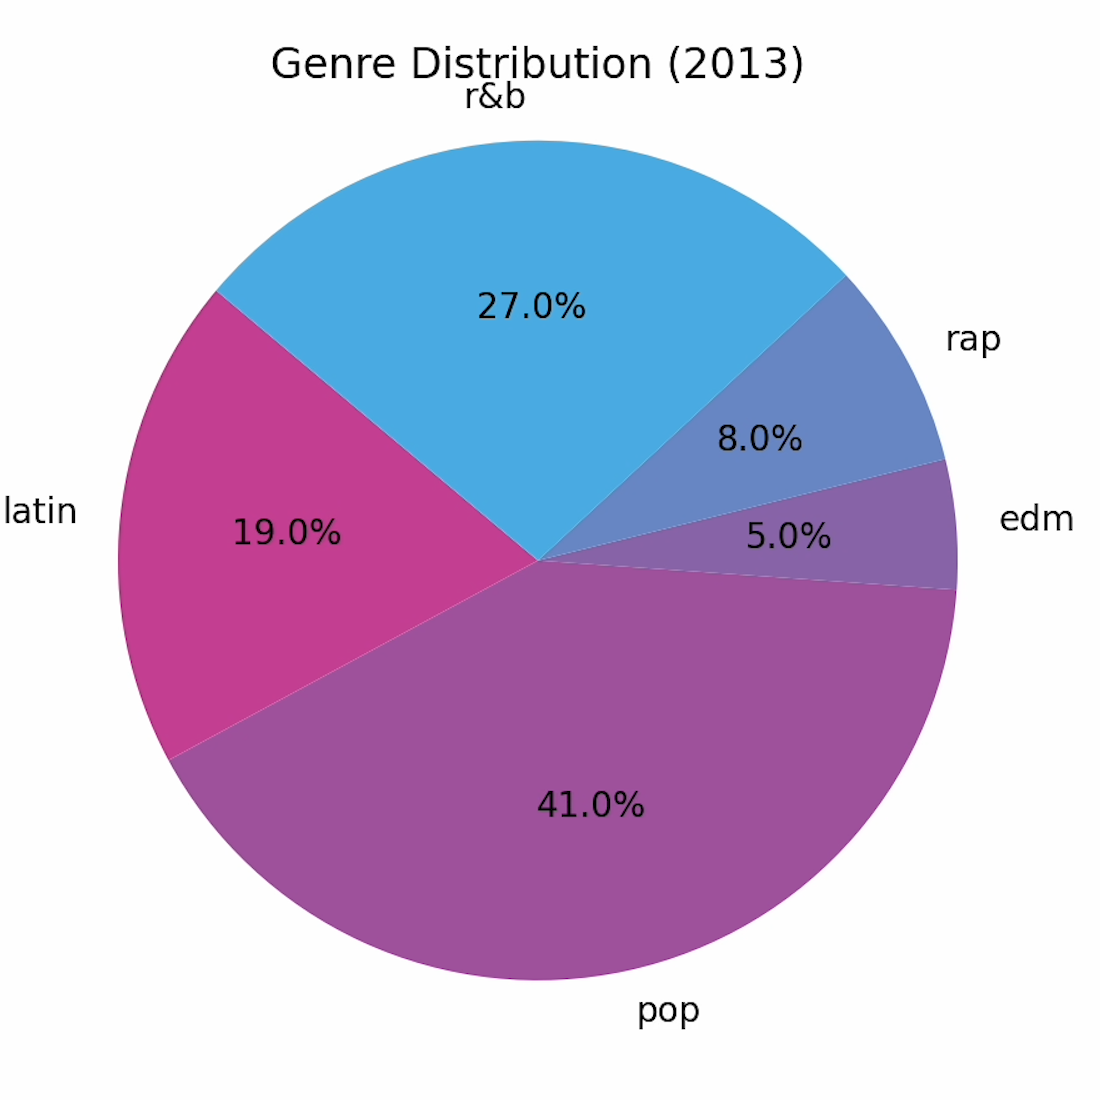 Genre Distribution (2013)
r&b
27.0%
rap
8.0%
latin
19.0%
edm
5.0%
41.0%
pop